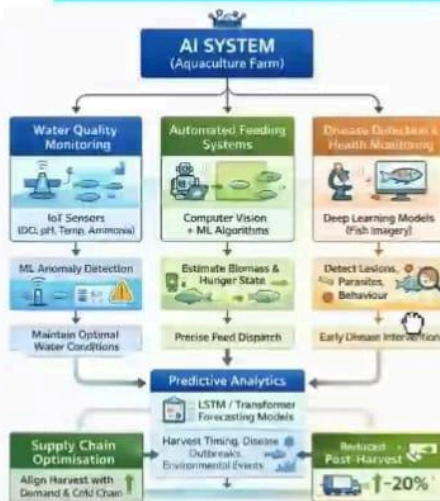 AI SYSTEM
(Aquaculture Farm)
Water Quality
Monitoring
IoT Sensors
(DO, pH, Temp, Ammonia)
ML Anomaly Detection
Maintain Optimal
Water Conditions
Automated Feeding
Systems
Computer Vision
+ ML Algorithms
Estimate Biomass &
Hunger State
Precise Feed Dispatch
Disease Detection &
Health Monitoring
Deep Learning Models
(Fish Imagery)
Detect Lesions,
Parasites,
Behaviour
Early Disease Intervention
Predictive Analytics
LSTM / Transformer
Forecasting Models
Harvest Timing, Disease
Outbreaks,
Environmental Events
Supply Chain
Optimisation
Align Harvest with
Demand & Cold Chain
Reduced
Post-Harvest
↑-20%